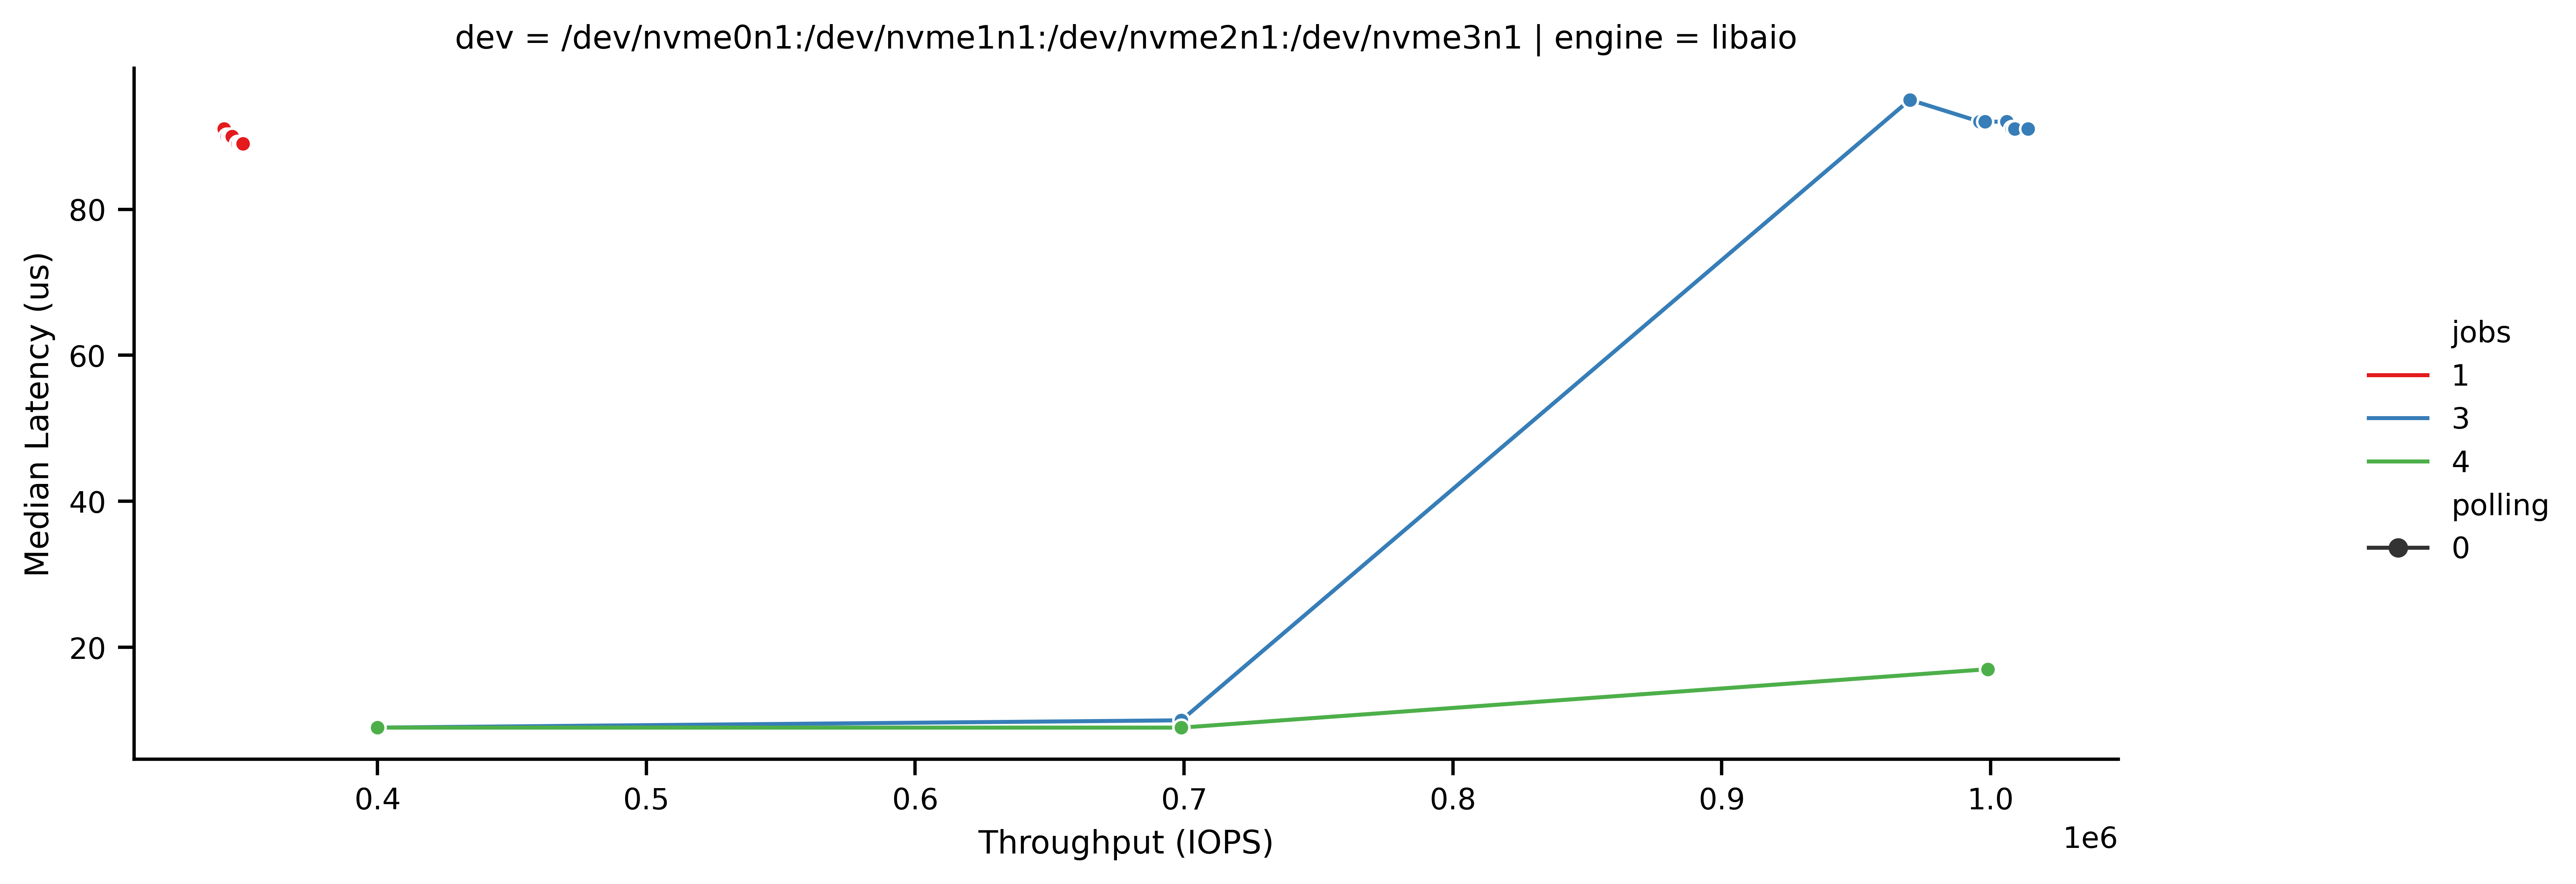 dev = /dev/nvme0n1:/dev/nvme1n1:/dev/nvme2n1:/dev/nvme3n1 | engine = libaio
Median Latency (us)
80
60
40
20
0.4 0.5 0.6 0.7 0.8 0.9 1.0
1e6
Throughput (IOPS)
jobs
1
3
4
polling
0